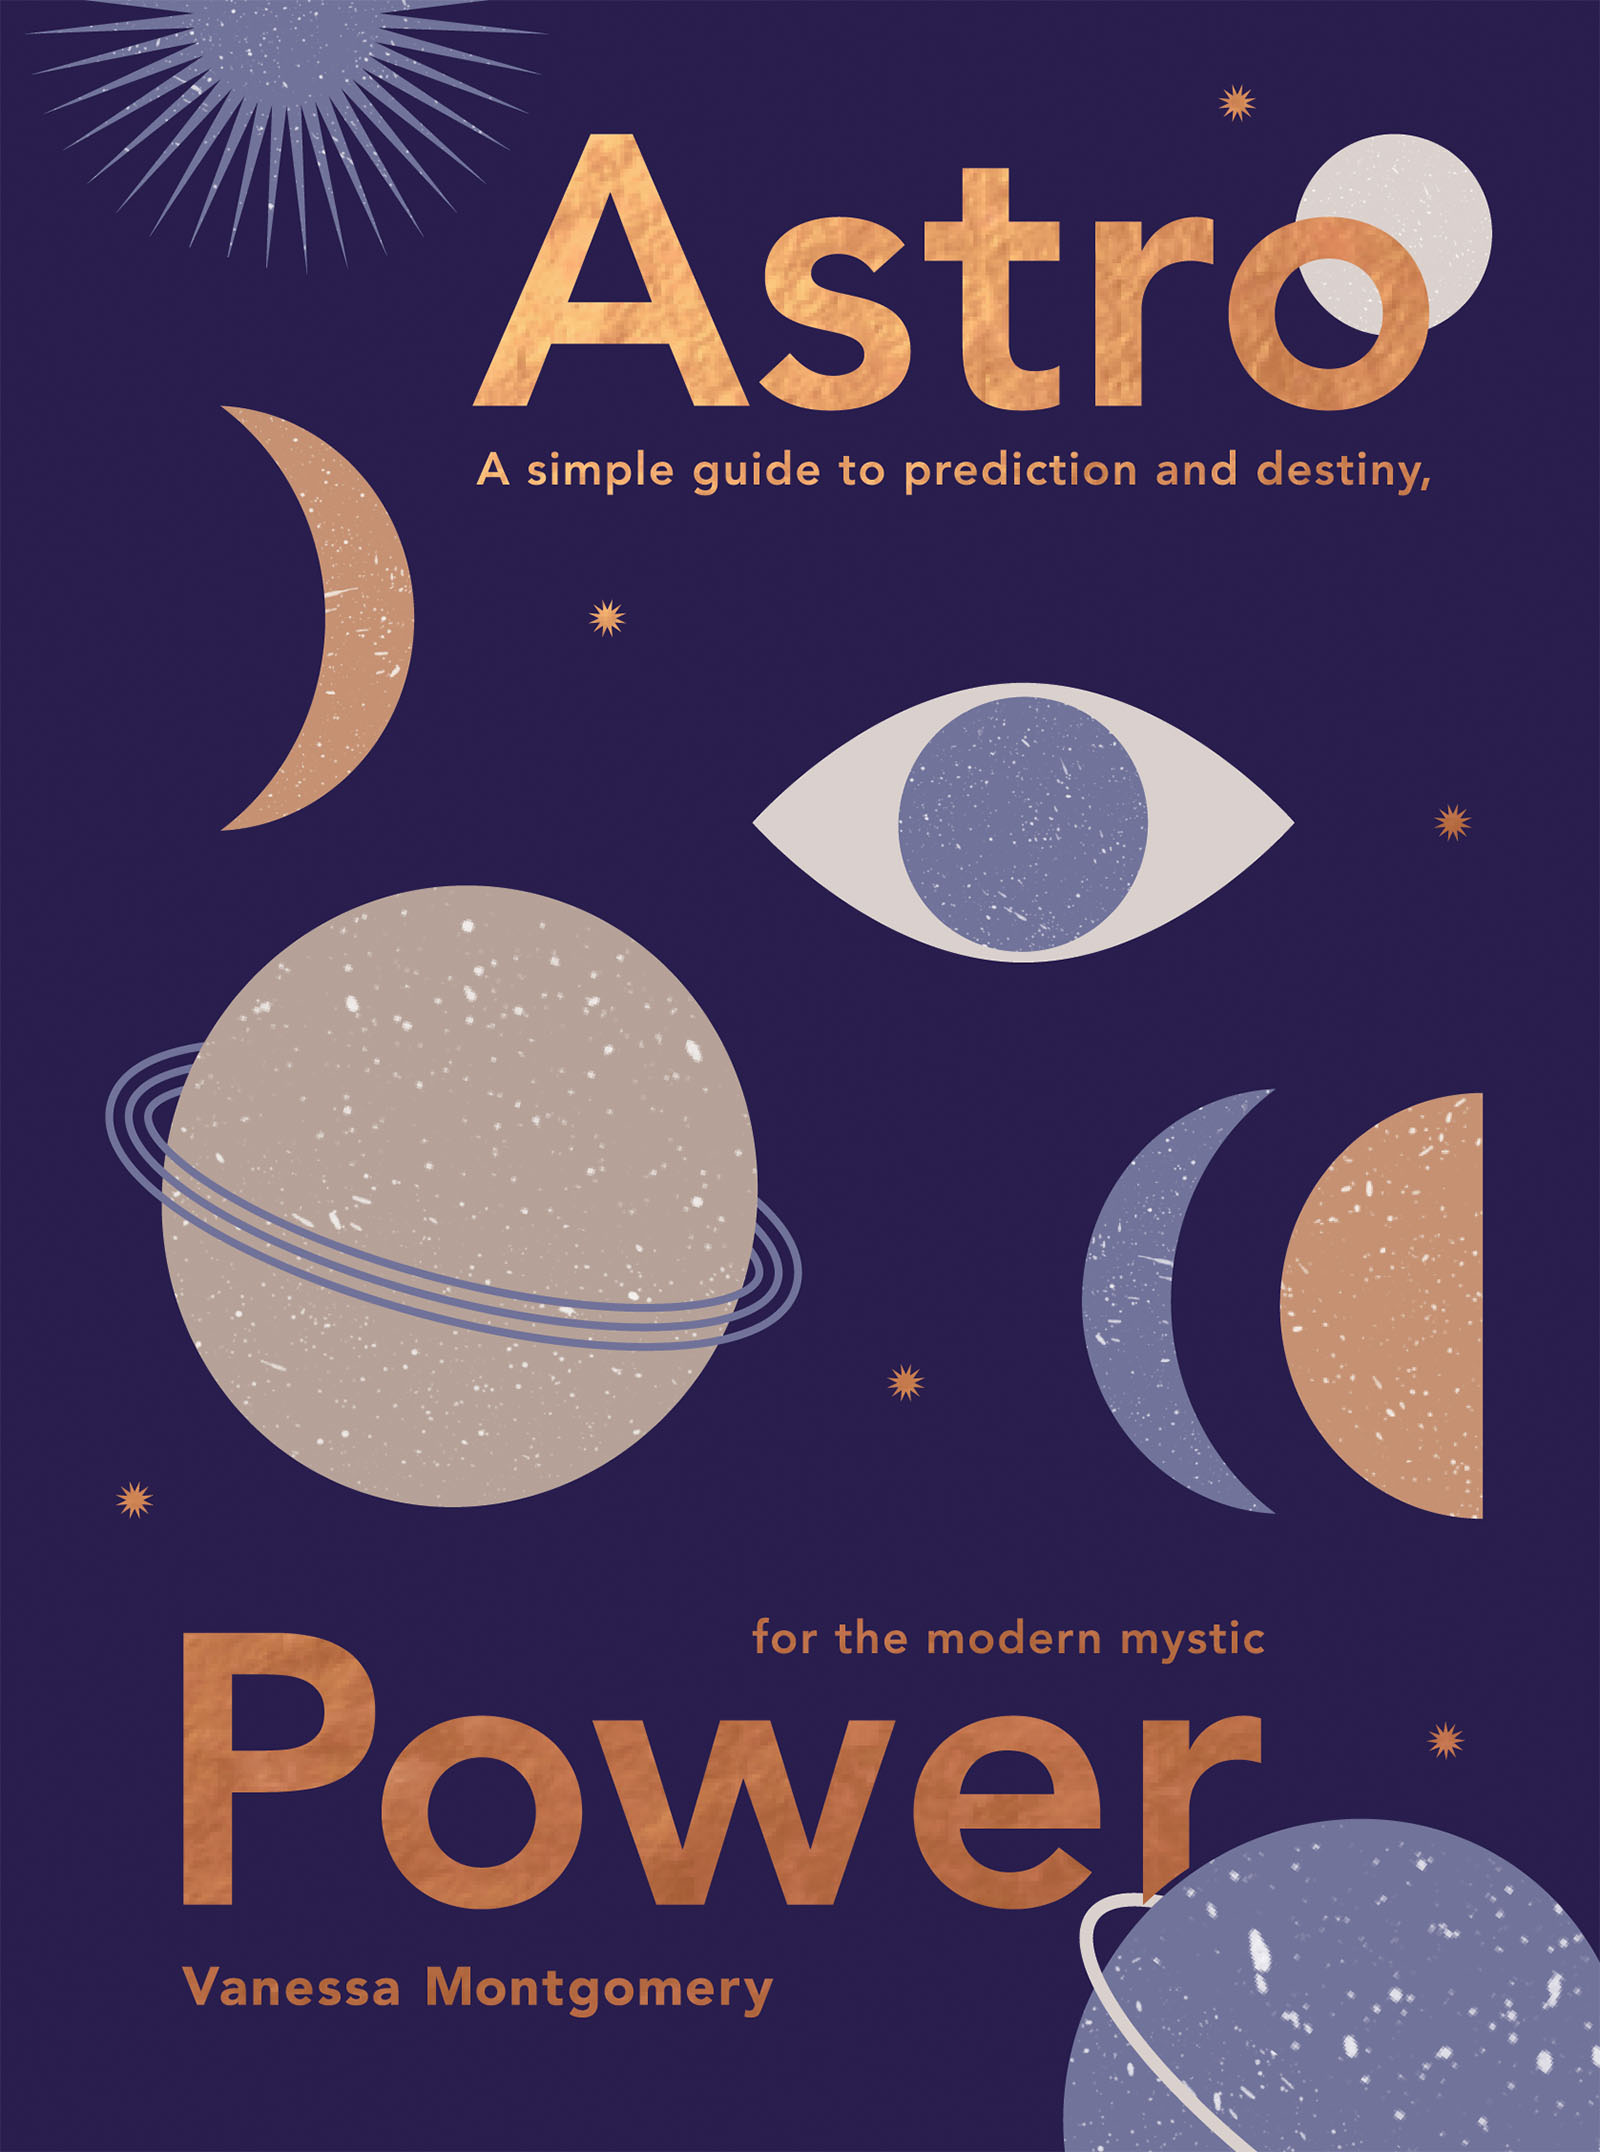 Astro
A simple guide to prediction and destiny,
for the modern mystic
Power
Vanessa Montgomery